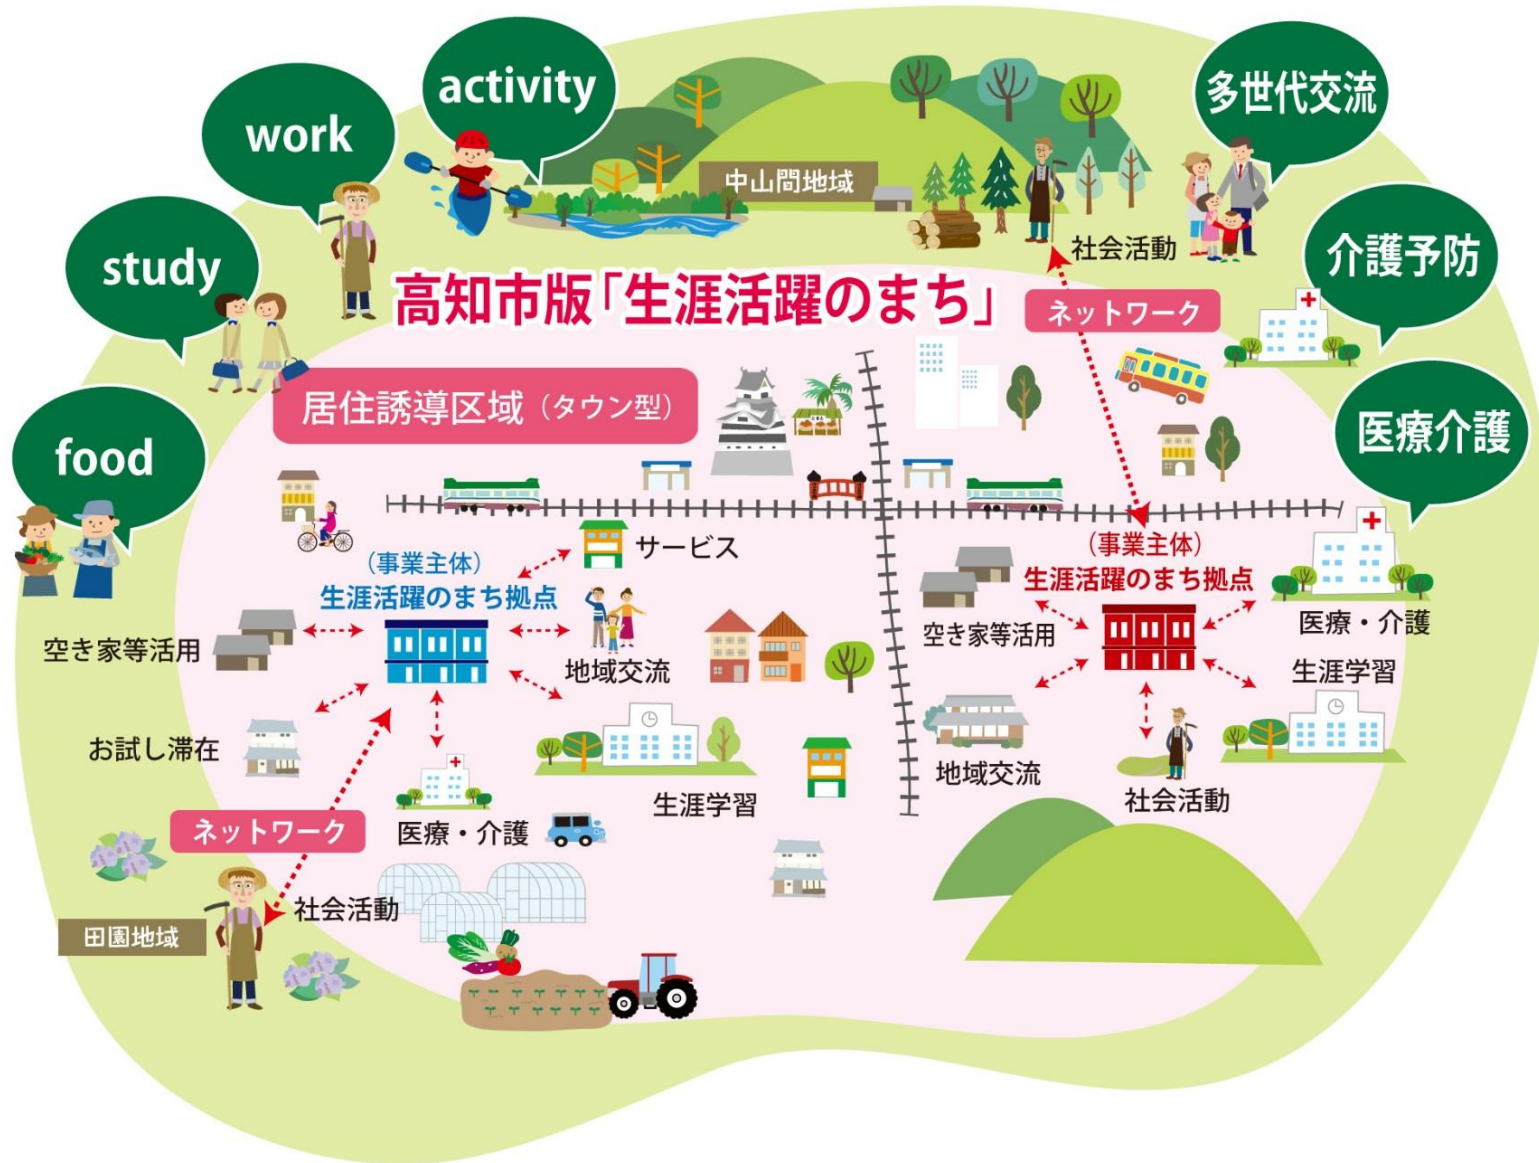 activity
多世代交流
work
中山間地域
社会活動
介護予防
study
高知市版「生涯活躍のまち」
ネットワーク
居住誘導区域（タウン型）
医療介護
food
サービス
（事業主体）
生涯活躍のまち拠点
空き家等活用
地域交流
お試し滞在
生涯学習
医療・介護
ネットワーク
社会活動
田園地域
（事業主体）
生涯活躍のまち拠点
空き家等活用
医療・介護
生涯学習
地域交流
社会活動